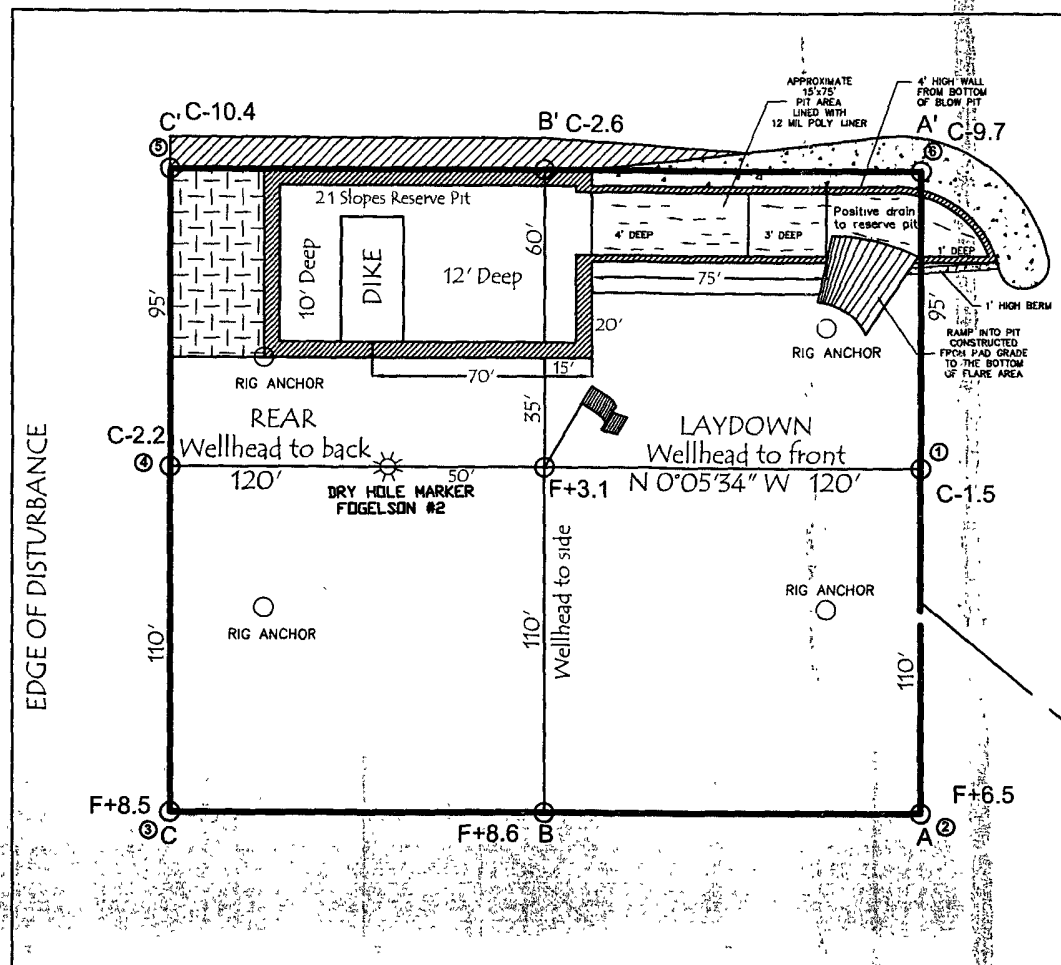 C' C-10.4
⑤
B' C-2.6
APPROXIMATE
15'x75'
PIT AREA
LINED WITH
12 MIL POLY LINER
4' HIGH WALL
FROM BOTTOM
OF BLOW PIT
A' C-9.7
⑥
21 Slopes Reserve Pit
10' Deep
DIKE
12' Deep
60'
4' DEEP
3' DEEP
Positive drain
to reserve pit
1' DEEP
75'
1' HIGH BERM
95'
95'
20'
15'
70'
RAMP INTO PIT
CONSTRUCTED
FROM PAD GRADE
TO THE BOTTOM
OF FLARE AREA
RIG ANCHOR
RIG ANCHOR
35'
REAR
Wellhead to back
120'
C-2.2
④
50'
DRY HOLE MARKER
FOGELSON #2
F+3.1
LAYDOWN
Wellhead to front
N 0°05'34" W 120'
①
C-1.5
EDGE OF DISTURBANCE
110'
RIG ANCHOR
110'
Wellhead to side
RIG ANCHOR
110'
F+8.5
③ C
F+8.6 B
F+6.5
A ②